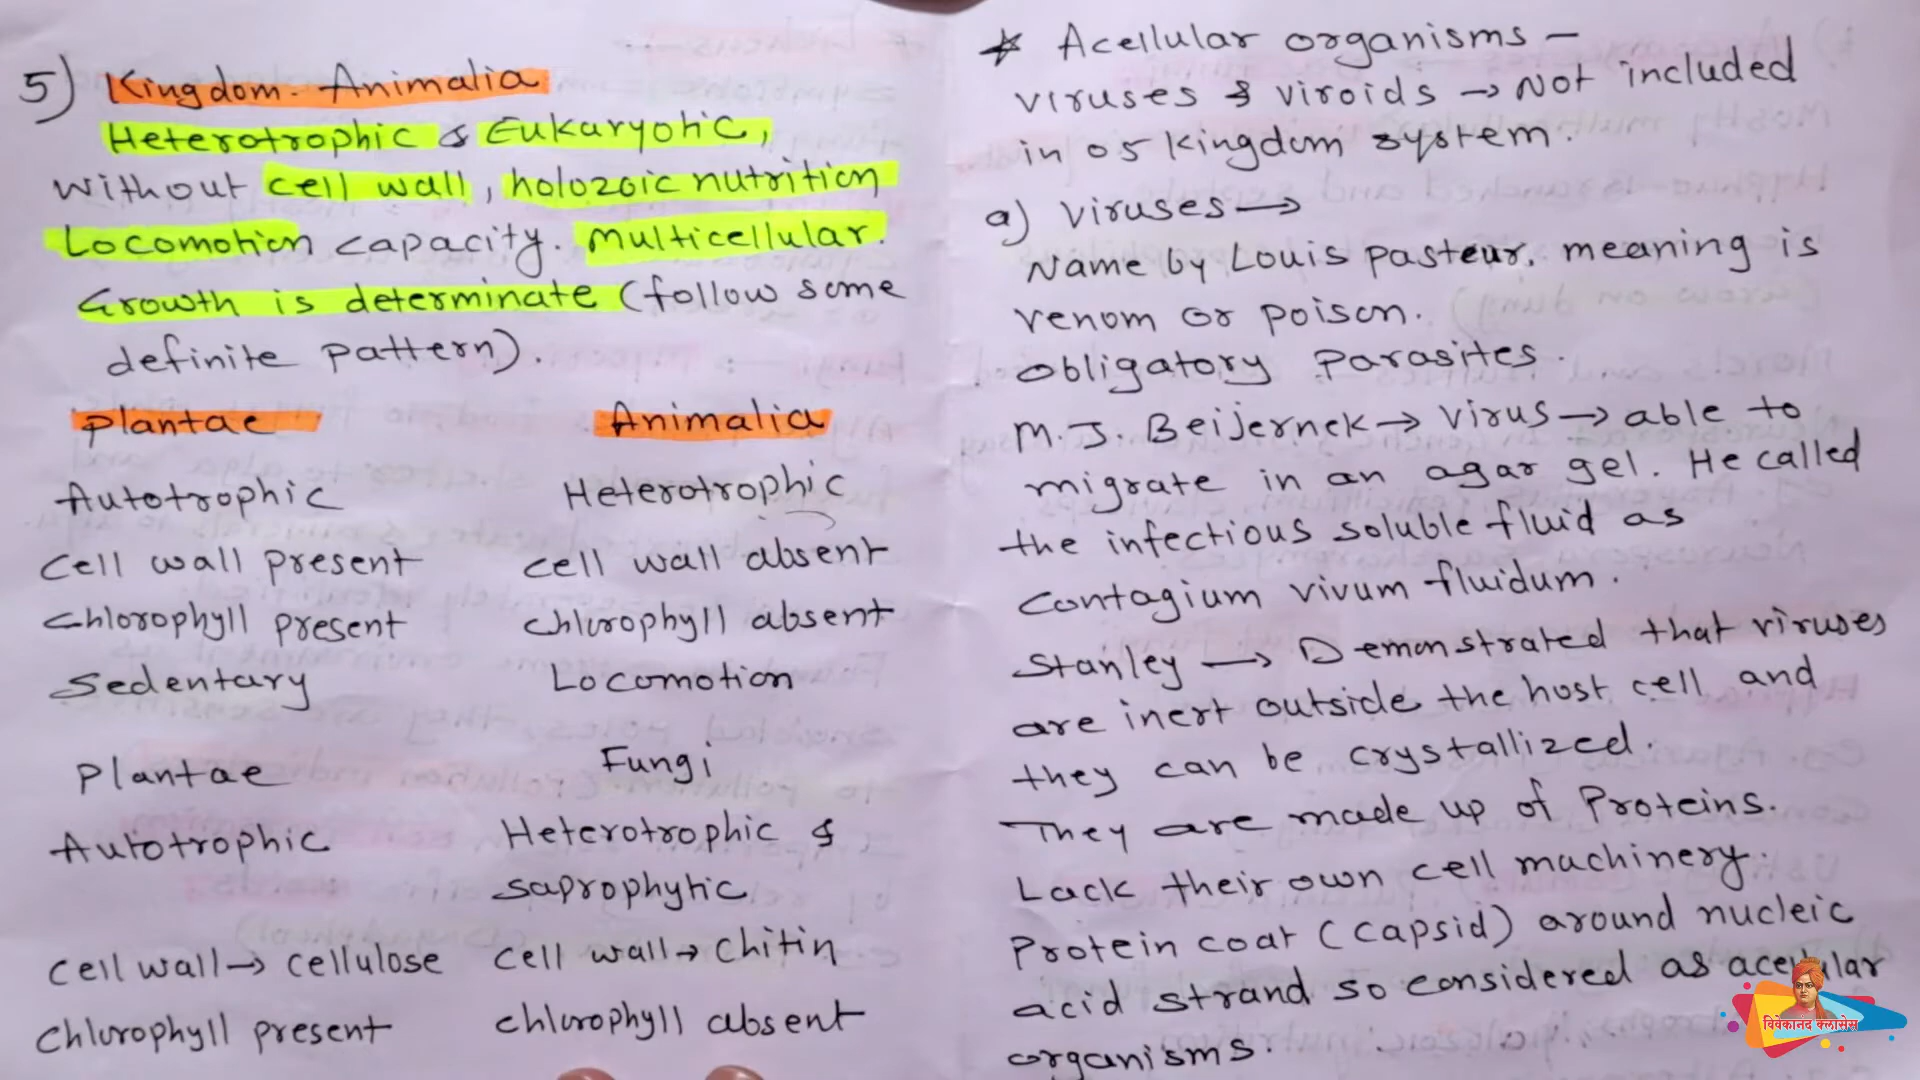 5) Kingdom-Animalia
Heterotrophic & Eukaryotic,
without cell wall, holozoic nutrition
Locomotion capacity. Multicellular.
Growth is determinate (follow some
definite pattern).
Plantae Animalia
Autotrophic Heterotrophic
Cell wall present cell wall absent
chlorophyll present chlorophyll absent
Sedentary Locomotion
Plantae Fungi
Autotrophic Heterotrophic &
saprophytic
cell wall→ cellulose cell wall→ chitin
chlorophyll present chlorophyll absent
* Acellular organisms –
viruses & viroids → Not included
in 05 kingdom system.
a) Viruses→
Name by Louis Pasteur. meaning is
venom or poison.
obligatory Parasites.
M.J. Beijernek→ virus→ able to
migrate in an agar gel. He called
the infectious soluble fluid as
Contagium vivum fluidum.
Stanley → Demonstrated that viruses
are inert outside the host cell and
they can be crystallized.
They are made up of Proteins.
Lack their own cell machinery.
Protein coat (capsid) around nucleic
acid strand so considered as acellular
organisms.
विवेकानंद क्लासेस